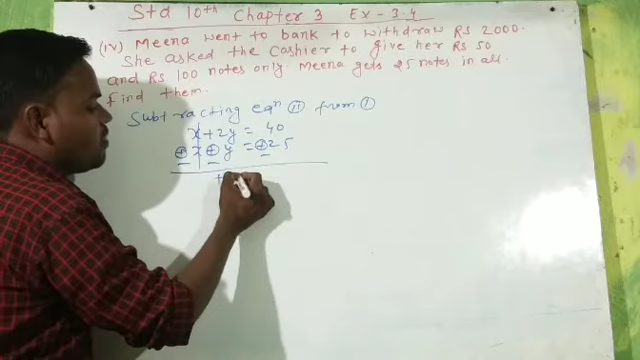 Std 10th Chapter 3 Ex - 3.4
(iv) Meena went to bank to withdraw Rs 2000.
She asked the Cashier to give her Rs 50
and Rs 100 notes only Meena gets 25 notes in all.
find them.
Subtracting eqn (ii) from (i)
x + 2y = 40
x + y = + 25
- - -
+